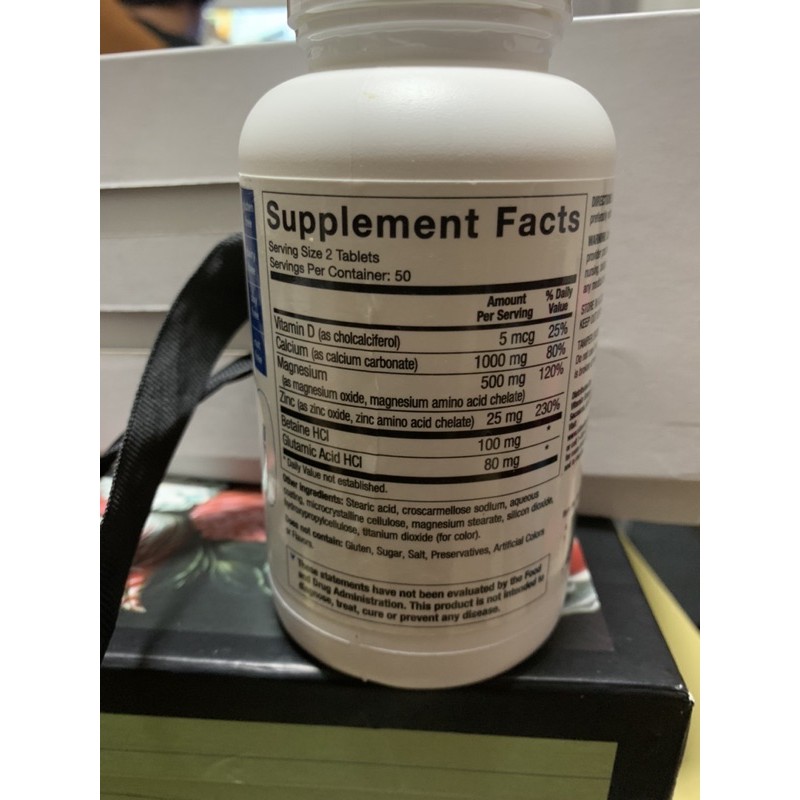 Supplement Facts
Serving Size 2 Tablets
Servings Per Container: 50
Amount Per Serving
% Daily Value
Vitamin D (as cholcalciferol) 5 mcg 25%
Calcium (as calcium carbonate) 1000 mg 80%
Magnesium 500 mg 120%
(as magnesium oxide, magnesium amino acid chelate)
Zinc (as zinc oxide, zinc amino acid chelate) 25 mg 230%
Betaine HCl 100 mg *
Glutamic Acid HCl 80 mg *
* Daily Value not established.
Other Ingredients: Stearic acid, croscarmellose sodium, aqueous
coating, microcrystalline cellulose, magnesium stearate, silicon dioxide,
hydroxypropylcellulose, titanium dioxide (for color).
Does not contain: Gluten, Sugar, Salt, Preservatives, Artificial Colors
or Flavors.
These statements have not been evaluated by the Food
and Drug Administration. This product is not intended to
diagnose, treat, cure or prevent any disease.